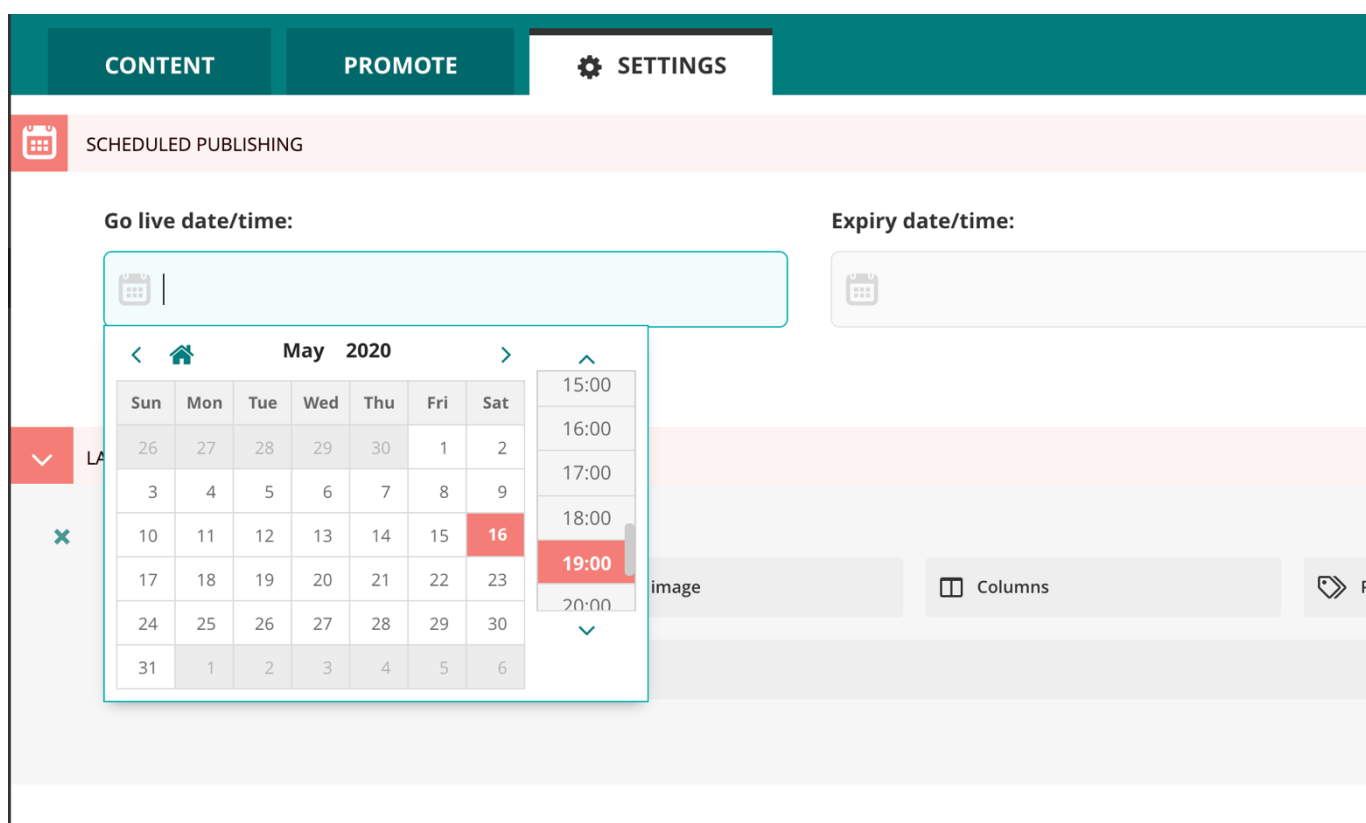 CONTENT PROMOTE SETTINGS
SCHEDULED PUBLISHING
Go live date/time: Expiry date/time:
May 2020
Sun Mon Tue Wed Thu Fri Sat
26 27 28 29 30 1 2
3 4 5 6 7 8 9
10 11 12 13 14 15 16
17 18 19 20 21 22 23
24 25 26 27 28 29 30
31 1 2 3 4 5 6
15:00
16:00
17:00
18:00
19:00
20:00
image Columns